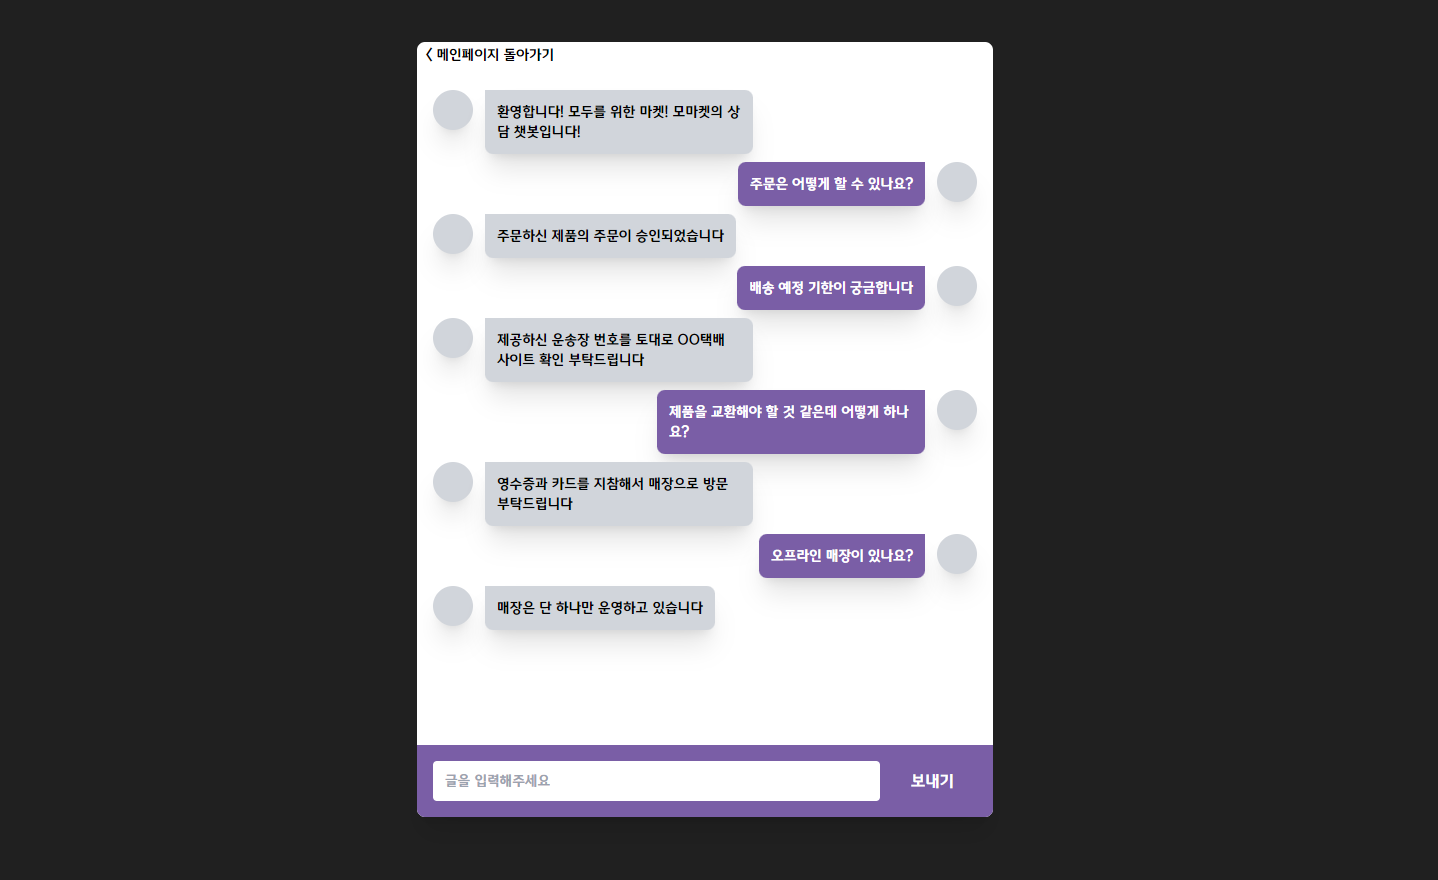 < 메인페이지 돌아가기
환영합니다! 모두를 위한 마켓! 모마켓의 상
담 챗봇입니다!
주문은 어떻게 할 수 있나요?
주문하신 제품의 주문이 승인되었습니다
배송 예정 기한이 궁금합니다
제공하신 운송장 번호를 토대로 OO택배
사이트 확인 부탁드립니다
제품을 교환해야 할 것 같은데 어떻게 하나
요?
영수증과 카드를 지참해서 매장으로 방문
부탁드립니다
오프라인 매장이 있나요?
매장은 단 하나만 운영하고 있습니다
글을 입력해주세요
보내기